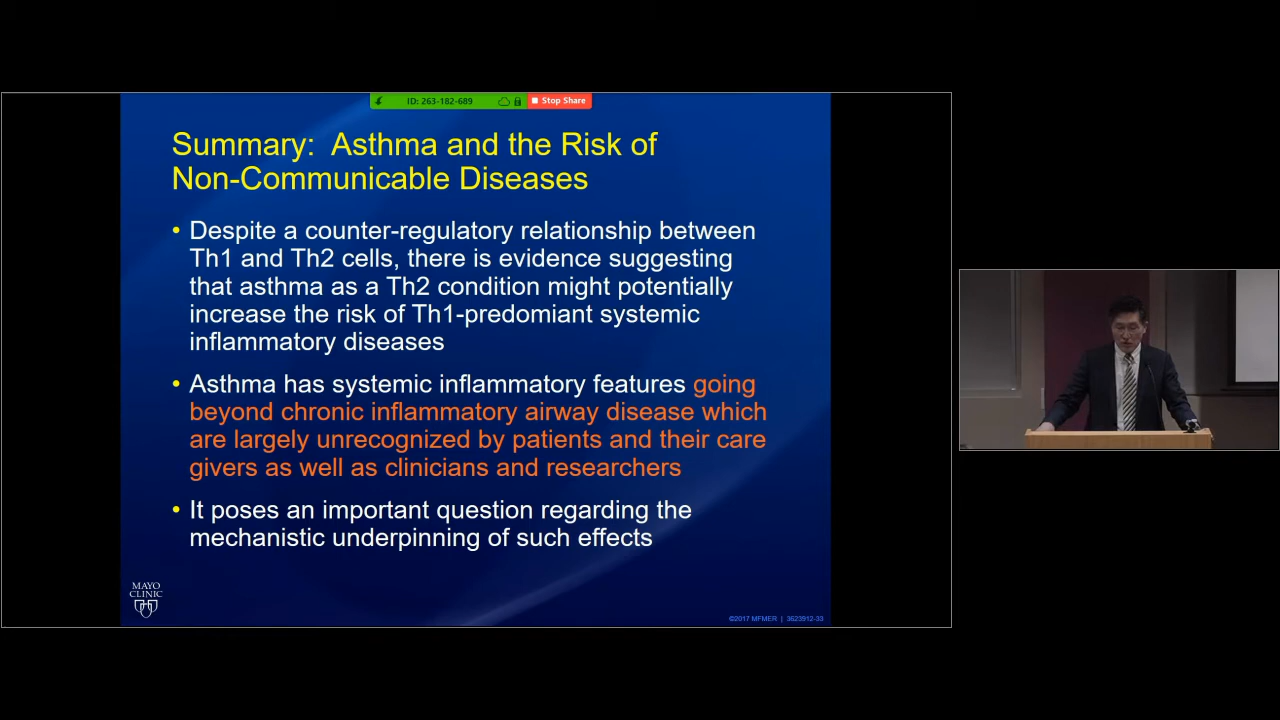 ID: 263-182-689
Stop Share
Summary: Asthma and the Risk of
Non-Communicable Diseases
• Despite a counter-regulatory relationship between
Th1 and Th2 cells, there is evidence suggesting
that asthma as a Th2 condition might potentially
increase the risk of Th1-predomiant systemic
inflammatory diseases
• Asthma has systemic inflammatory features going
beyond chronic inflammatory airway disease which
are largely unrecognized by patients and their care
givers as well as clinicians and researchers
• It poses an important question regarding the
mechanistic underpinning of such effects
MAYO
CLINIC
©2017 MFMER | 3623912-33